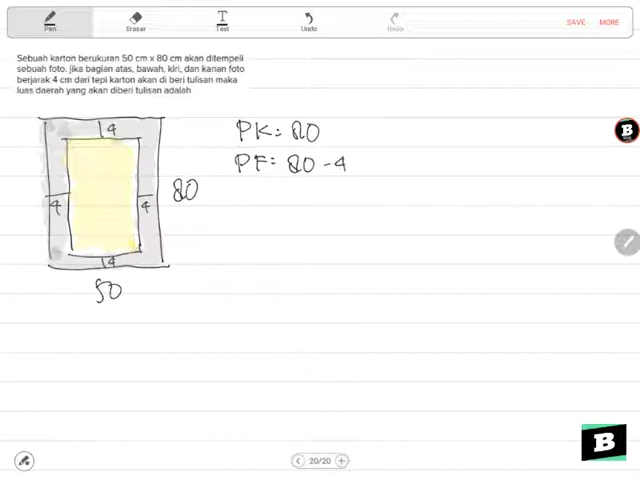 Pen
Eraser
T
Text
Undo
Redo
SAVE
MORE
Sebuah karton berukuran 50 cm x 80 cm akan ditempeli
sebuah foto. jika bagian atas, bawah, kiri, dan kanan foto
berjarak 4 cm dari tepi karton akan di beri tulisan maka
luas daerah yang akan diberi tulisan adalah
4
PK = 80
PF = 80 - 4
80
4
4
4
50
B
B
20/20